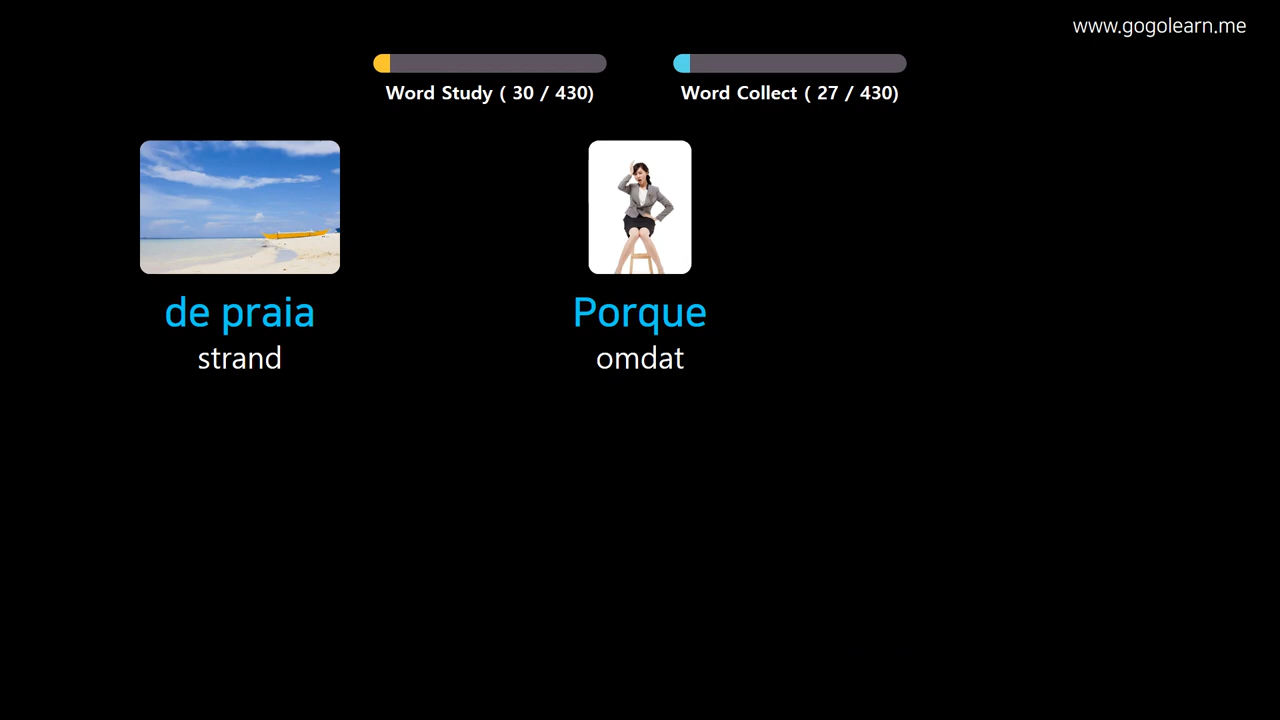 www.gogolearn.me
Word Study ( 30 / 430)
Word Collect ( 27 / 430)
de praia
strand
Porque
omdat